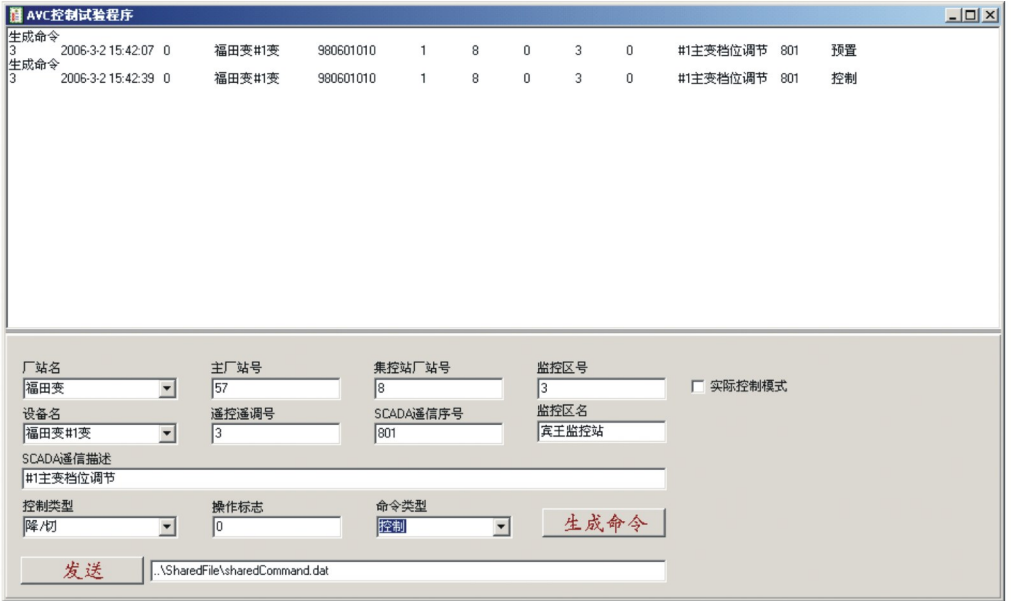 AVC控制试验程序
生成命令
3 2006-3-2 15:42:07 0 福田变#1变 980601010 1 8 0 3 0 #1主变档位调节 801 预置
生成命令
3 2006-3-2 15:42:39 0 福田变#1变 980601010 1 8 0 3 0 #1主变档位调节 801 控制
厂站名 主厂站号 集控站厂站号 监控区号
福田变 57 8 3 实际控制模式
设备名 遥控遥调号 SCADA遥信序号 监控区名
福田变#1变 3 801 宾王监控站
SCADA遥信描述
#1主变档位调节
控制类型 操作标志 命令类型
降/切 0 控制 生成命令
发送 ..\SharedFile\sharedCommand.dat